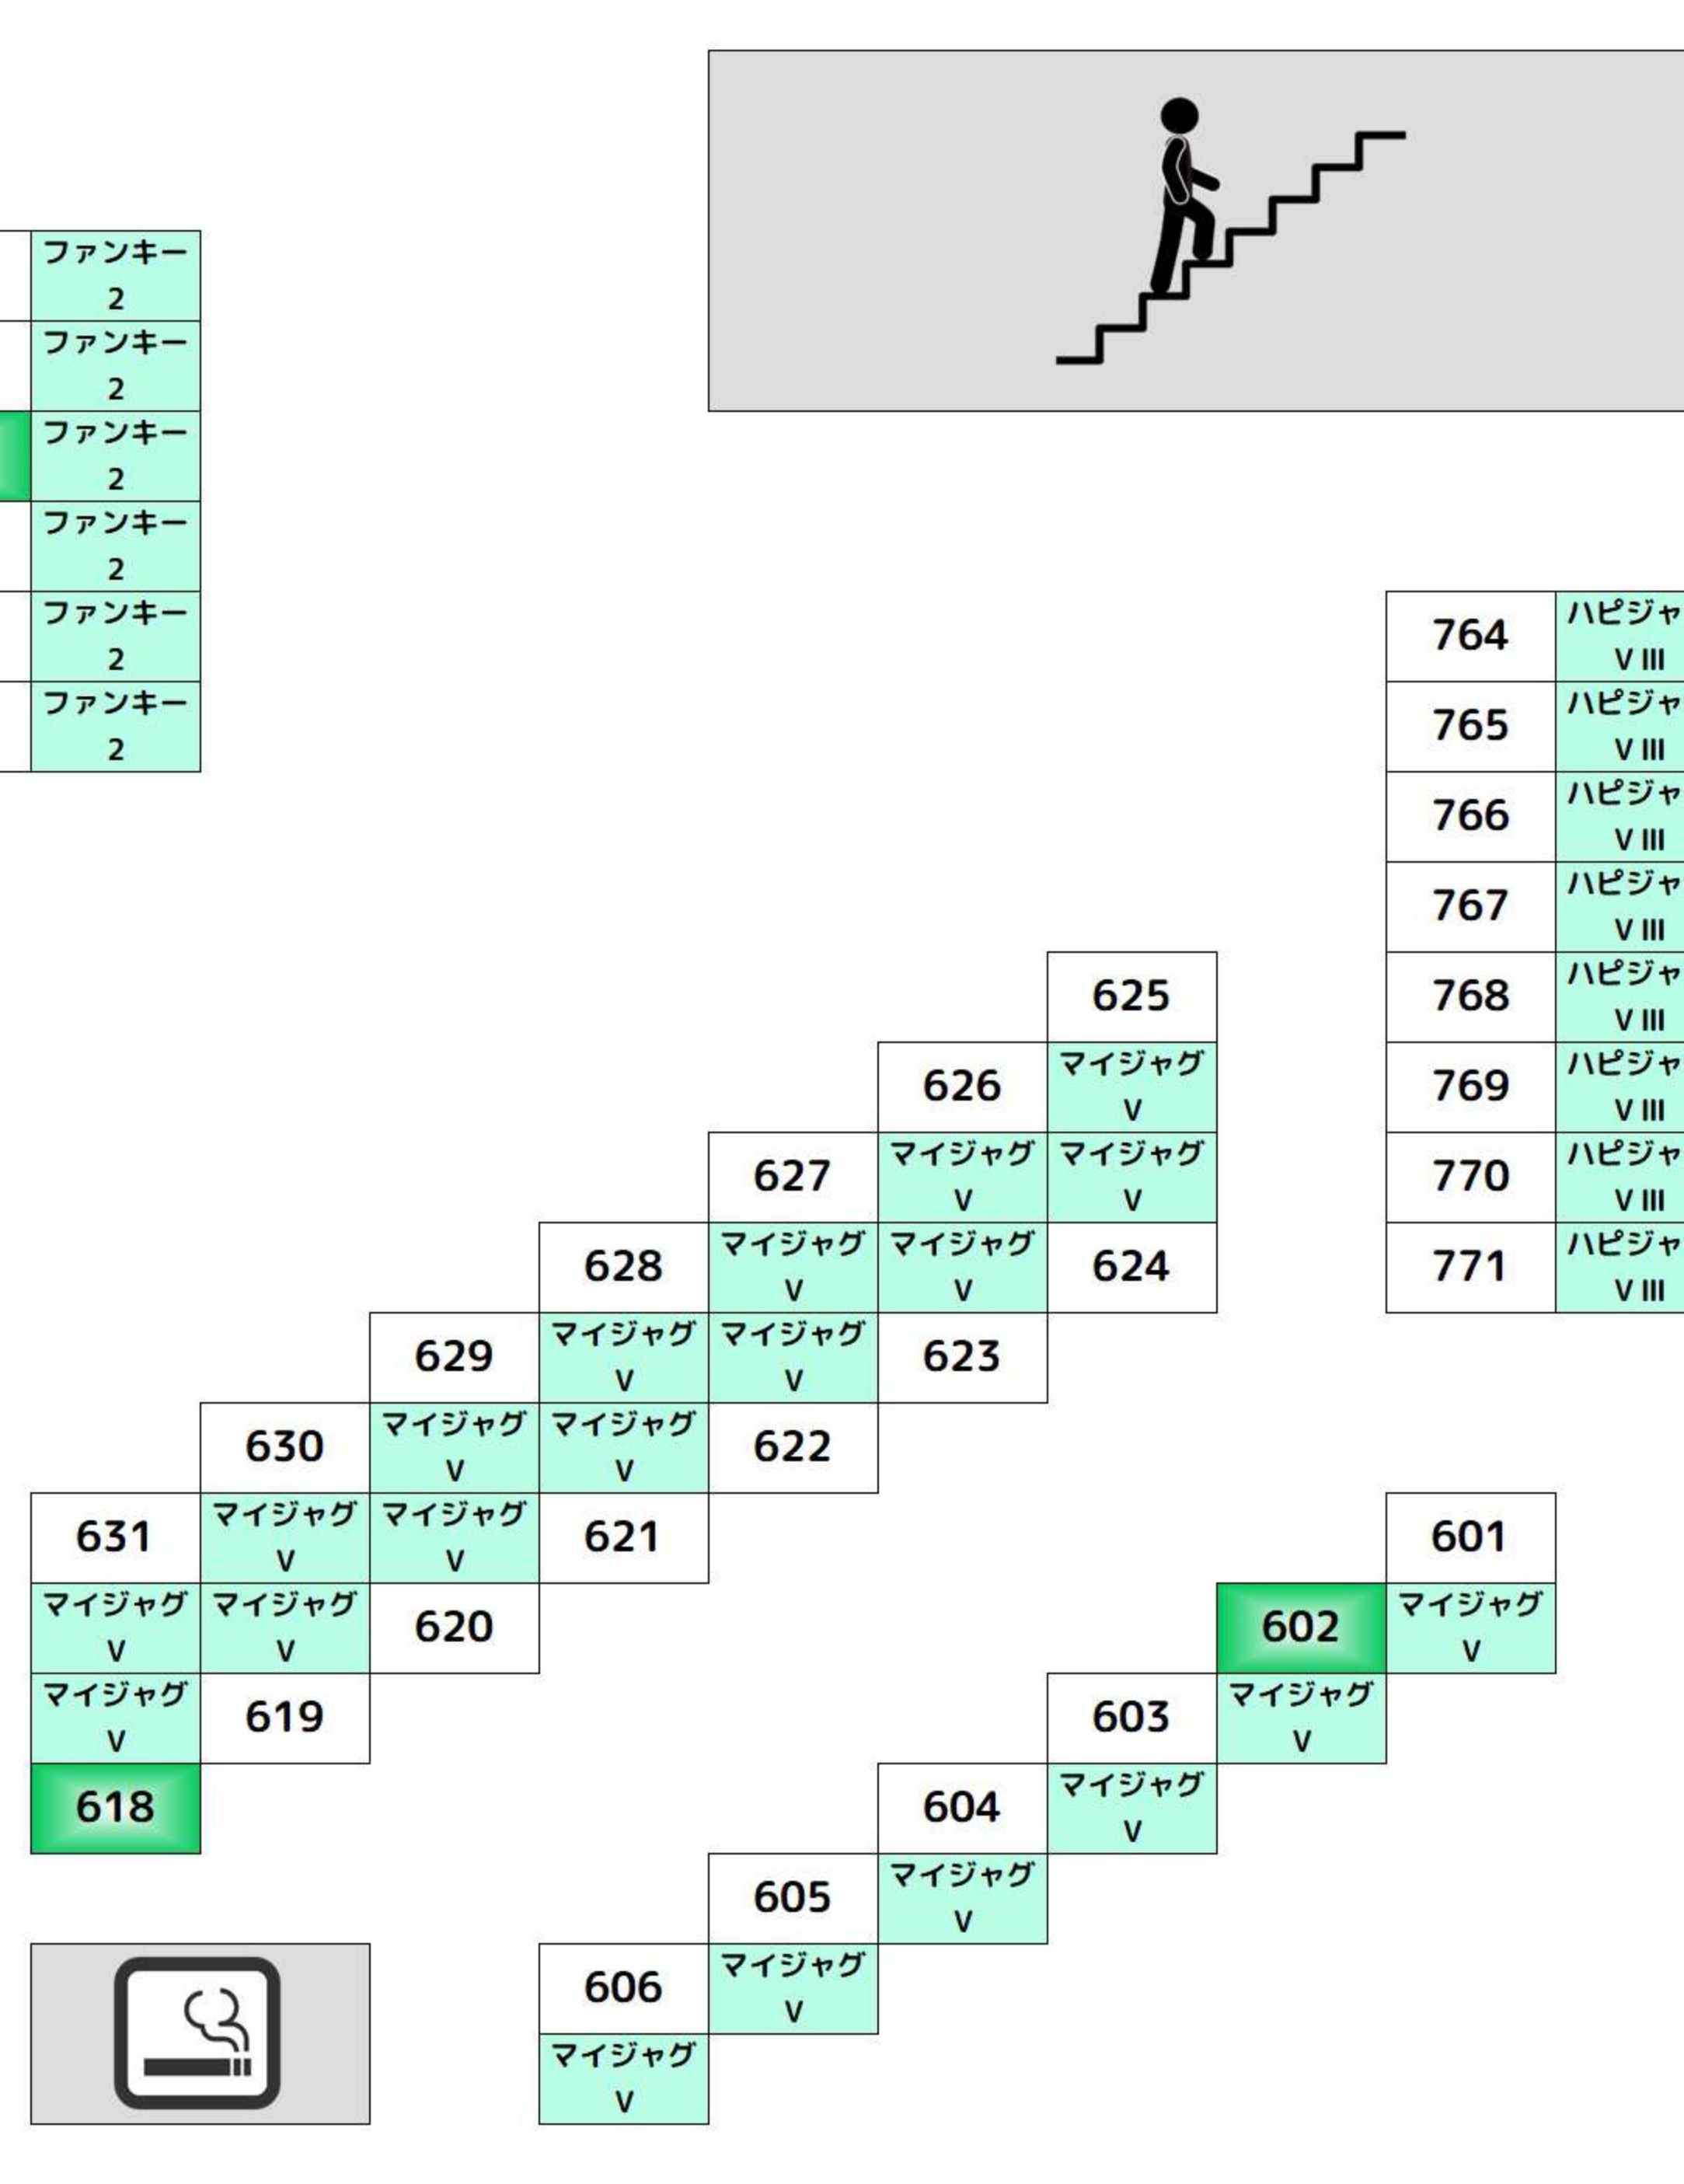 ファンキー
2
ファンキー
2
ファンキー
2
ファンキー
2
ファンキー
2
ファンキー
2
764 ハピジャ
V III
765 ハピジャ
V III
766 ハピジャ
V III
767 ハピジャ
V III
768 ハピジャ
V III
769 ハピジャ
V III
770 ハピジャ
V III
771 ハピジャ
V III
625
626 マイジャグ
V
627 マイジャグ マイジャグ
V V
628 マイジャグ マイジャグ 624
V V
629 マイジャグ マイジャグ 623
V V
630 マイジャグ マイジャグ 622
V V
631 マイジャグ マイジャグ 621
V V
マイジャグ マイジャグ 620
V V
マイジャグ 619
V
618
601
602 マイジャグ
V
603 マイジャグ
V
604 マイジャグ
V
605 マイジャグ
V
606 マイジャグ
V
マイジャグ
V